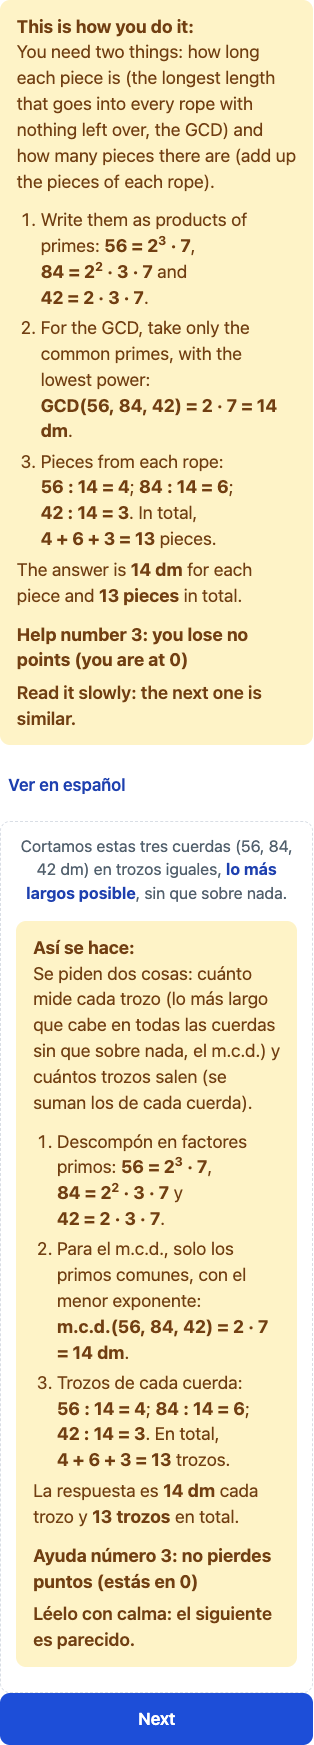 This is how you do it:
You need two things: how long
each piece is (the longest length
that goes into every rope with
nothing left over, the GCD) and
how many pieces there are (add up
the pieces of each rope).
1. Write them as products of
primes: 56 = 2³ · 7,
84 = 2² · 3 · 7 and
42 = 2 · 3 · 7.
2. For the GCD, take only the
common primes, with the
lowest power:
GCD(56, 84, 42) = 2 · 7 = 14
dm.
3. Pieces from each rope:
56 : 14 = 4; 84 : 14 = 6;
42 : 14 = 3. In total,
4 + 6 + 3 = 13 pieces.
The answer is 14 dm for each
piece and 13 pieces in total.
Help number 3: you lose no
points (you are at 0)
Read it slowly: the next one is
similar.
Ver en español
Cortamos estas tres cuerdas (56, 84,
42 dm) en trozos iguales, lo más
largos posible, sin que sobre nada.
Así se hace:
Se piden dos cosas: cuánto
mide cada trozo (lo más largo
que cabe en todas las cuerdas
sin que sobre nada, el m.c.d.) y
cuántos trozos salen (se
suman los de cada cuerda).
1. Descompón en factores
primos: 56 = 2³ · 7,
84 = 2² · 3 · 7 y
42 = 2 · 3 · 7.
2. Para el m.c.d., solo los
primos comunes, con el
menor exponente:
m.c.d.(56, 84, 42) = 2 · 7
= 14 dm.
3. Trozos de cada cuerda:
56 : 14 = 4; 84 : 14 = 6;
42 : 14 = 3. En total,
4 + 6 + 3 = 13 trozos.
La respuesta es 14 dm cada
trozo y 13 trozos en total.
Ayuda número 3: no pierdes
puntos (estás en 0)
Léelo con calma: el siguiente
es parecido.
Next